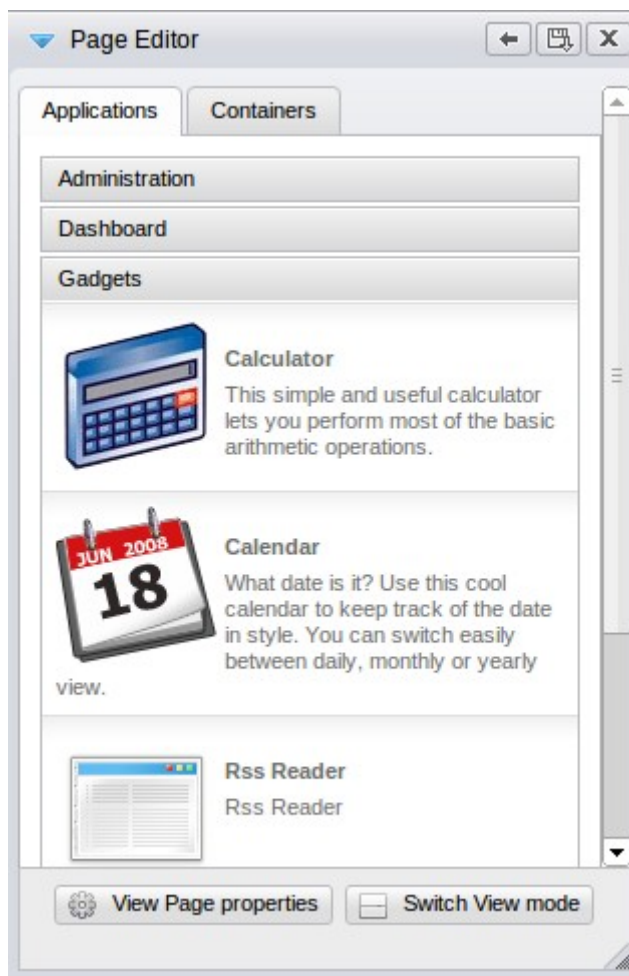 Page Editor
Applications Containers
Administration
Dashboard
Gadgets
Calculator
This simple and useful calculator
lets you perform most of the basic
arithmetic operations.
JUN 2008
18
Calendar
What date is it? Use this cool
calendar to keep track of the date
in style. You can switch easily
between daily, monthly or yearly
view.
Rss Reader
Rss Reader
View Page properties Switch View mode